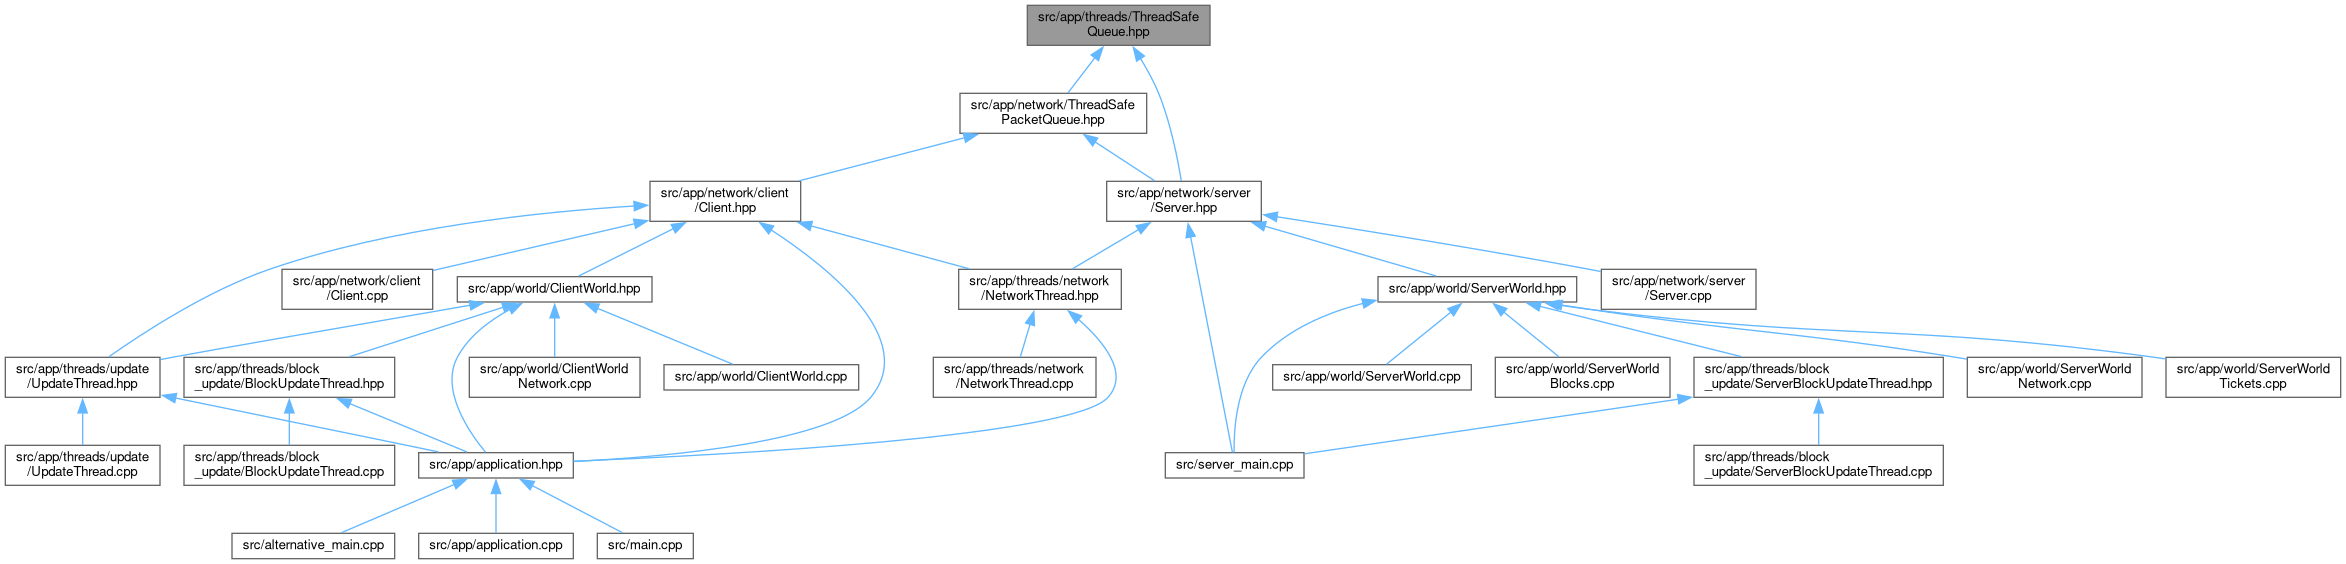 src/app/threads/ThreadSafe
Queue.hpp
src/app/network/ThreadSafe
PacketQueue.hpp
src/app/network/client
/Client.hpp
src/app/network/server
/Server.hpp
src/app/network/client
/Client.cpp
src/app/world/ClientWorld.hpp
src/app/threads/network
/NetworkThread.hpp
src/app/world/ServerWorld.hpp
src/app/network/server
/Server.cpp
src/app/threads/update
/UpdateThread.hpp
src/app/threads/block
_update/BlockUpdateThread.hpp
src/app/world/ClientWorld
Network.cpp
src/app/world/ClientWorld.cpp
src/app/threads/network
/NetworkThread.cpp
src/app/world/ServerWorld.cpp
src/app/world/ServerWorld
Blocks.cpp
src/app/threads/block
_update/ServerBlockUpdateThread.hpp
src/app/world/ServerWorld
Network.cpp
src/app/world/ServerWorld
Tickets.cpp
src/app/threads/update
/UpdateThread.cpp
src/app/threads/block
_update/BlockUpdateThread.cpp
src/app/application.hpp
src/server_main.cpp
src/app/threads/block
_update/ServerBlockUpdateThread.cpp
src/alternative_main.cpp
src/app/application.cpp
src/main.cpp